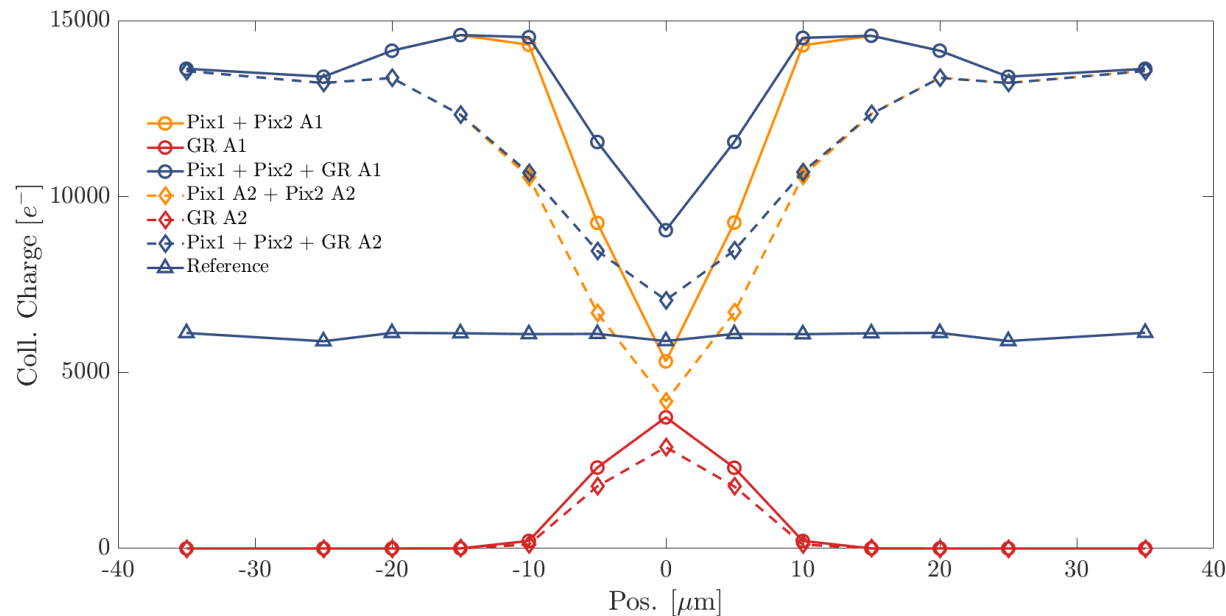 15000
10000
5000
0
Coll. Charge [e⁻]
Pix1 + Pix2 A1
GR A1
Pix1 + Pix2 + GR A1
Pix1 A2 + Pix2 A2
GR A2
Pix1 + Pix2 + GR A2
Reference
-40 -30 -20 -10 0 10 20 30 40
Pos. [μm]